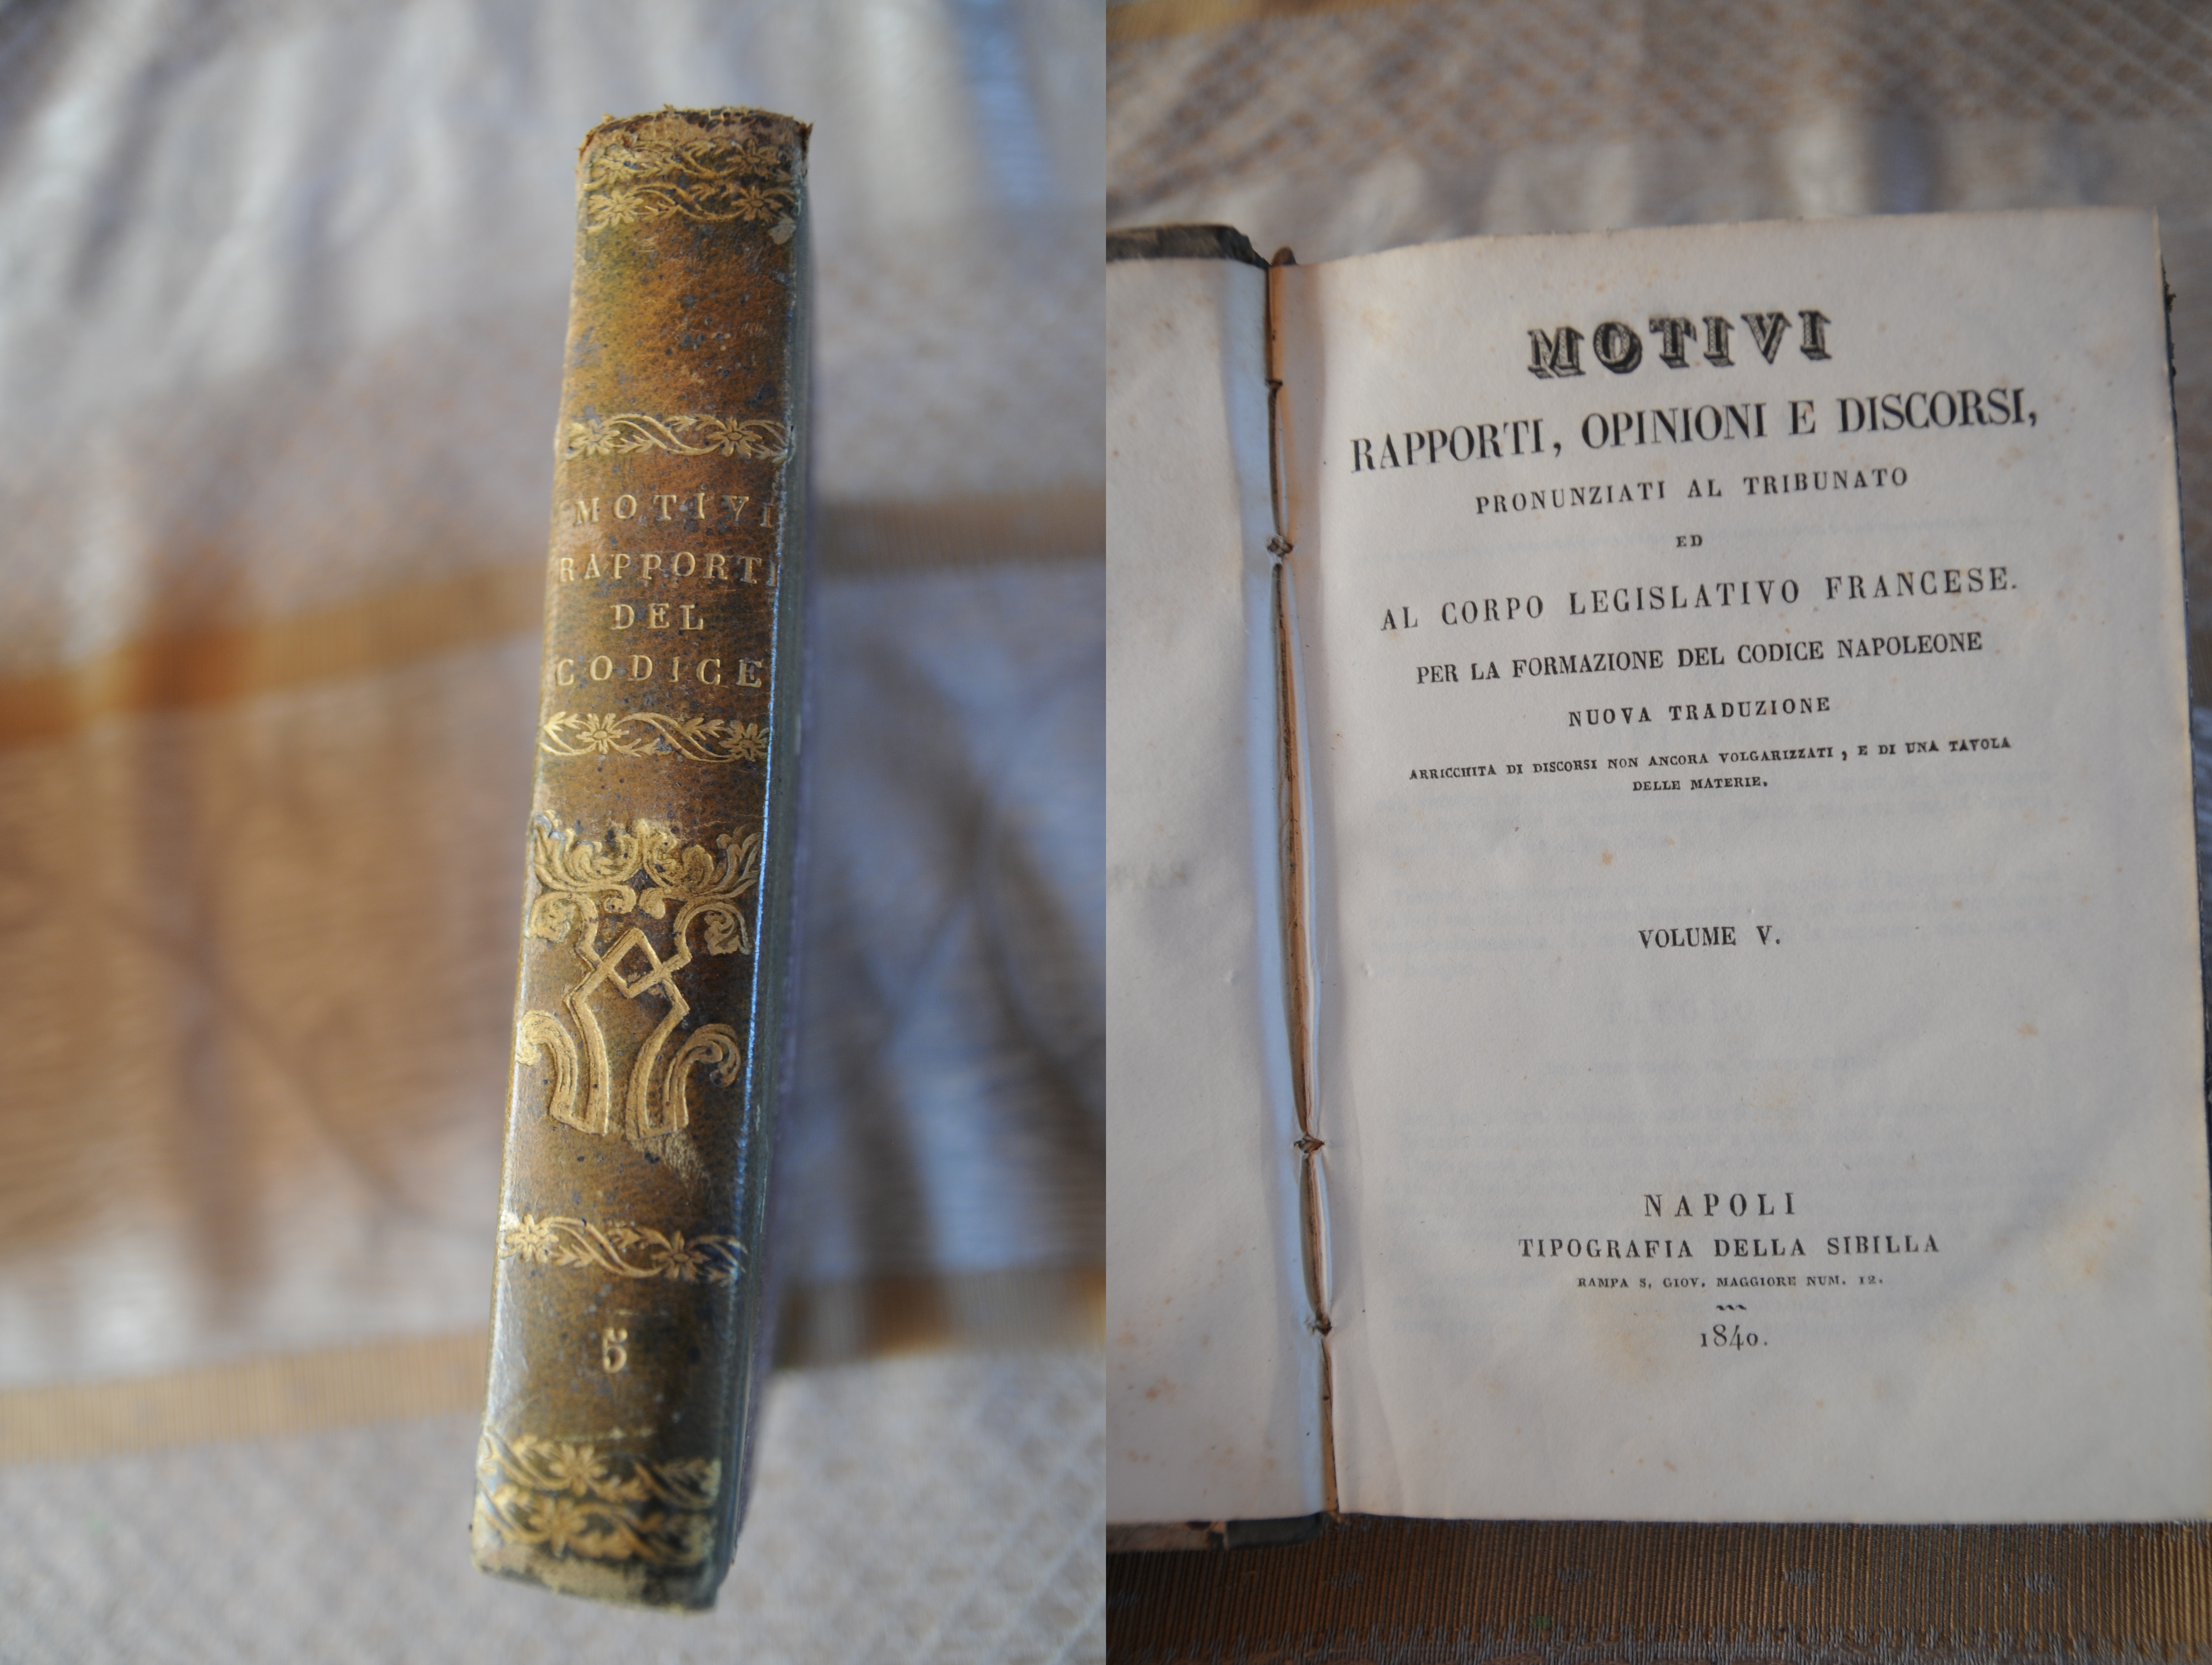 MOTIVI
RAPPORTI
DEL
CODICE
5
MOTIVI
RAPPORTI, OPINIONI E DISCORSI,
PRONUNZIATI AL TRIBUNATO
ED
AL CORPO LEGISLATIVO FRANCESE.
PER LA FORMAZIONE DEL CODICE NAPOLEONE
NUOVA TRADUZIONE
ARRICCHITA DI DISCORSI NON ANCORA VOLGARIZZATI, E DI UNA TAVOLA
DELLE MATERIE.
VOLUME V.
NAPOLI
TIPOGRAFIA DELLA SIBILLA
RAMPA S. GIOV. MAGGIORE NUM. 12.
1840.